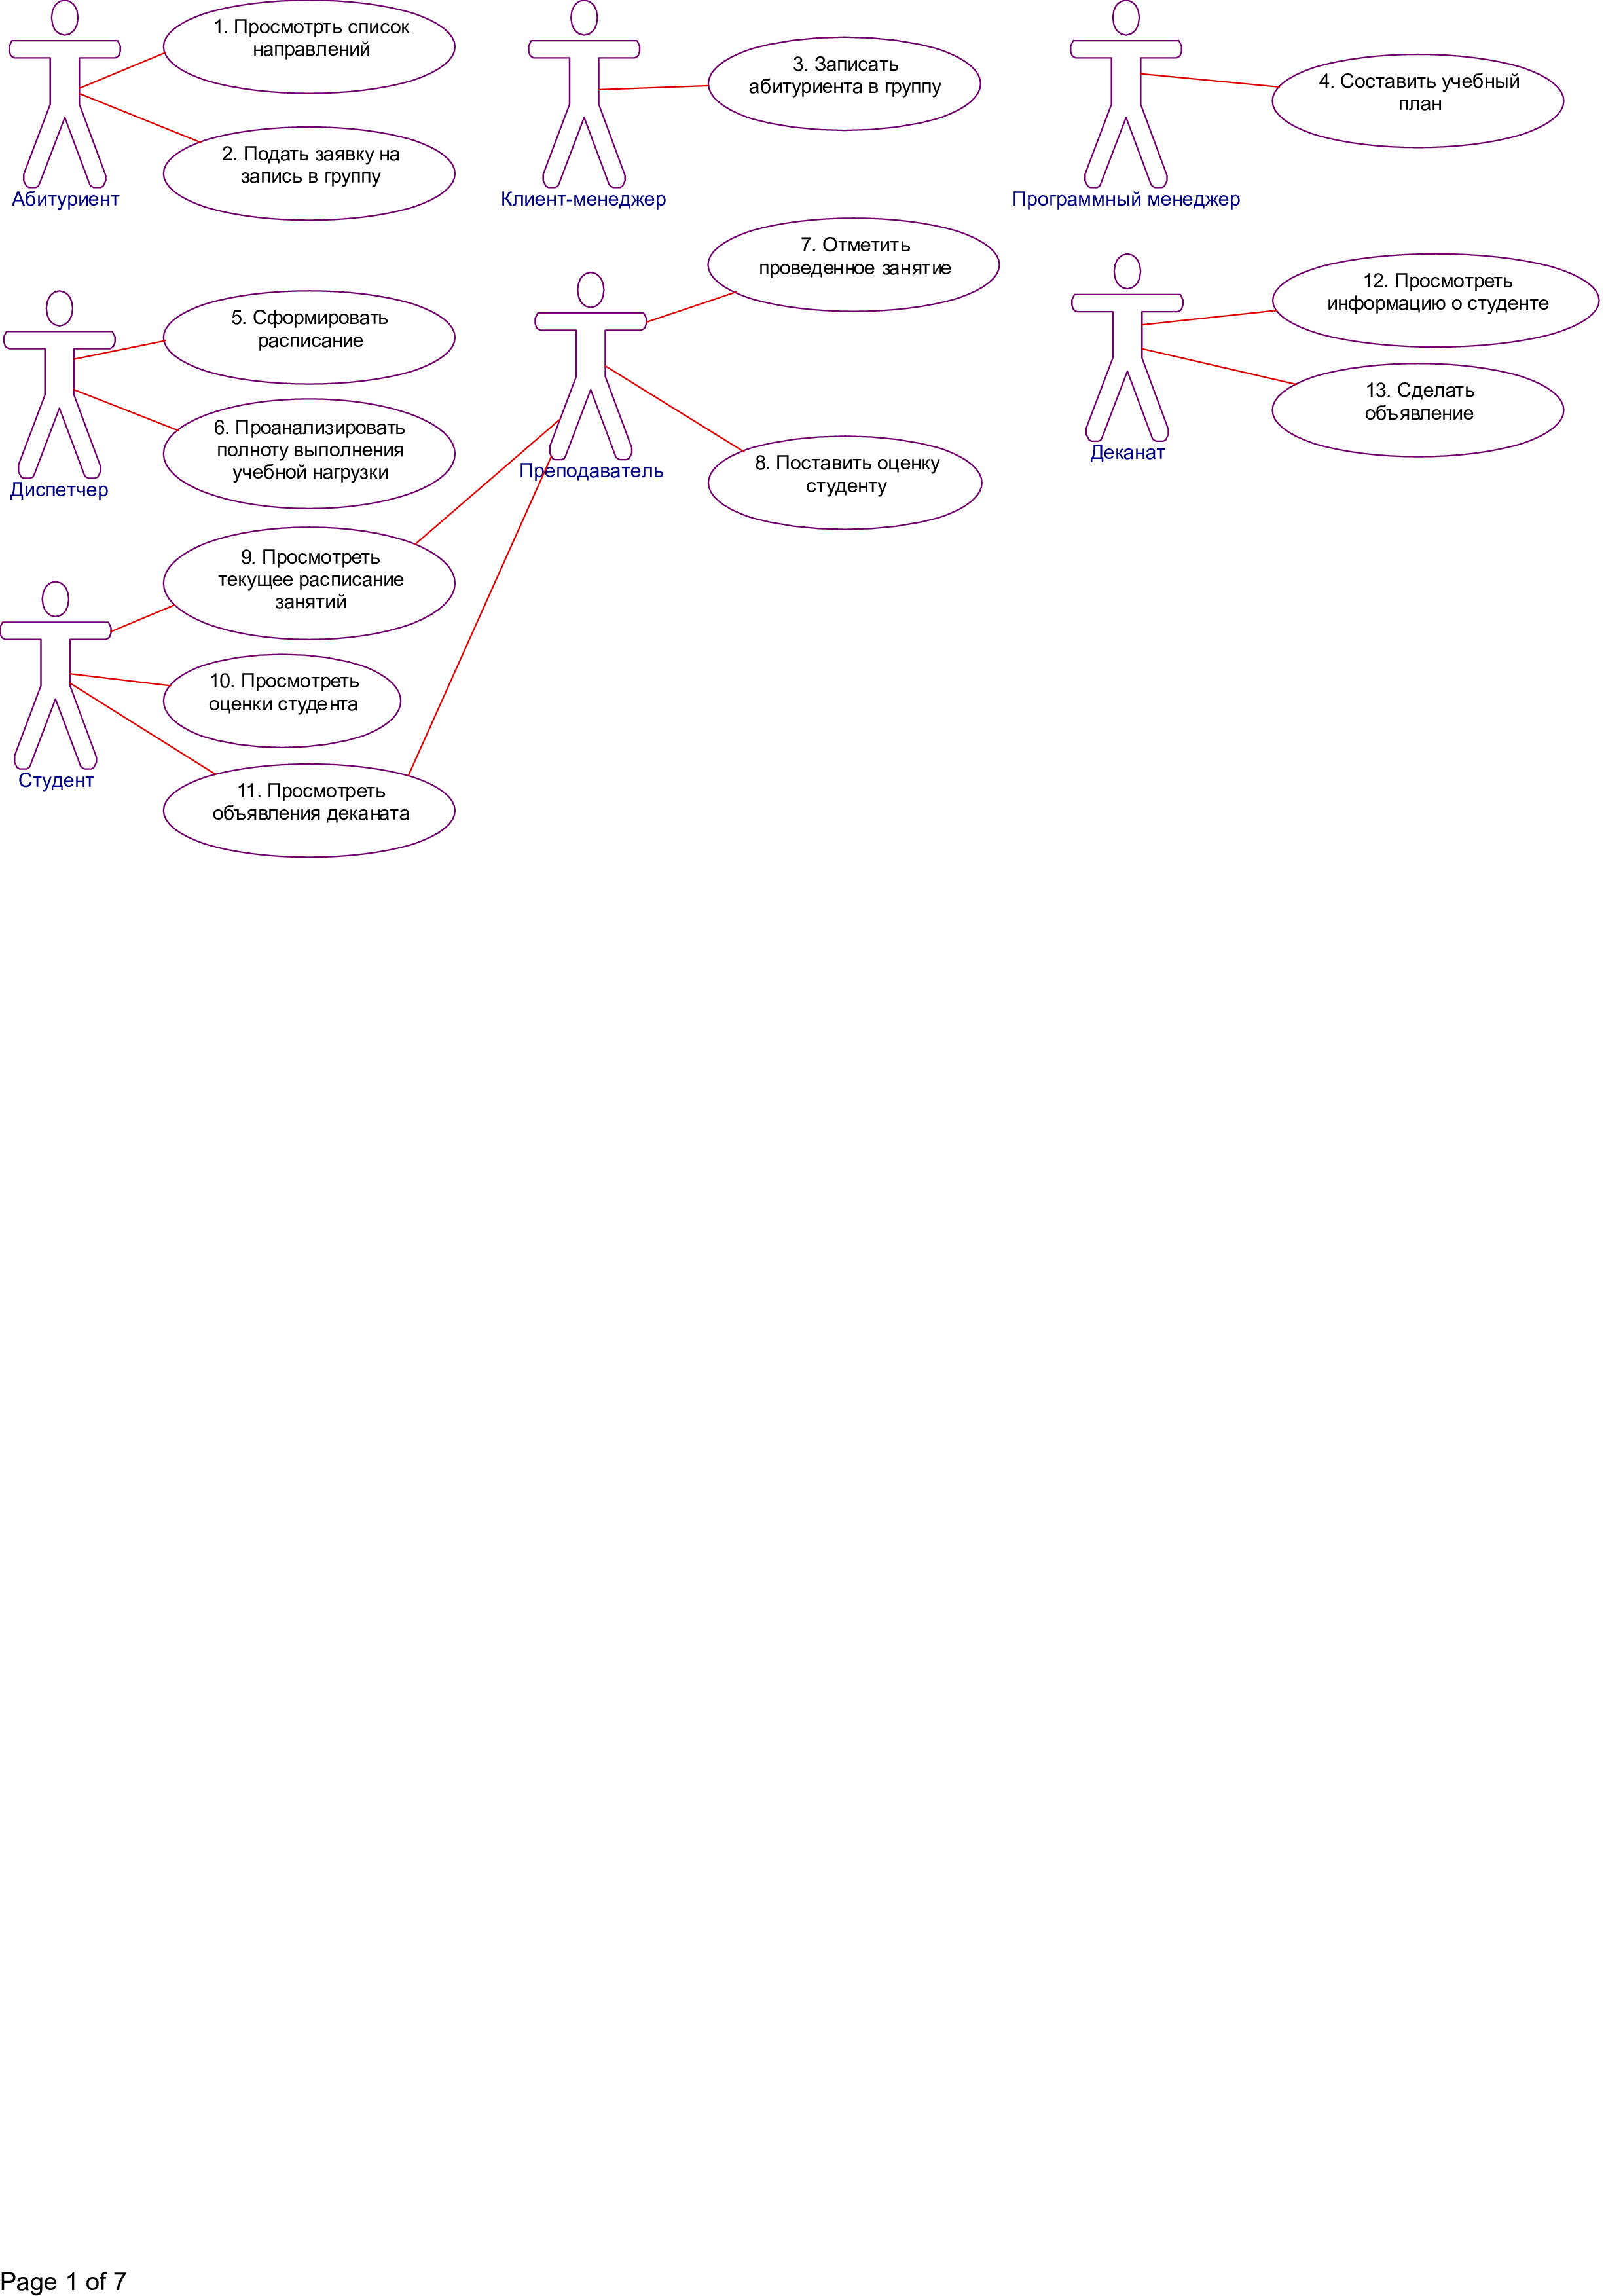 1. Просмотрть список
направлений
2. Подать заявку на
запись в группу
Абитуриент
3. Записать
абитуриента в группу
Клиент-менеджер
4. Составить учебный
план
Программный менеджер
5. Сформировать
расписание
6. Проанализировать
полноту выполнения
учебной нагрузки
Диспетчер
7. Отметить
проведенное занятие
Преподаватель
8. Поставить оценку
студенту
12. Просмотреть
информацию о студенте
13. Сделать
объявление
Деканат
9. Просмотреть
текущее расписание
занятий
10. Просмотреть
оценки студента
Студент
11. Просмотреть
объявления деканата
Page 1 of 7